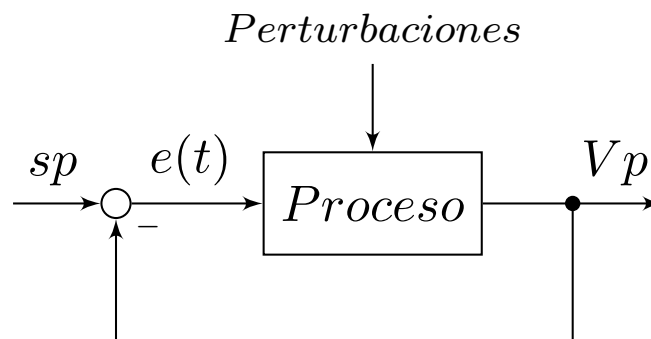 Perturbaciones
sp
e(t)
Vp
Proceso
−